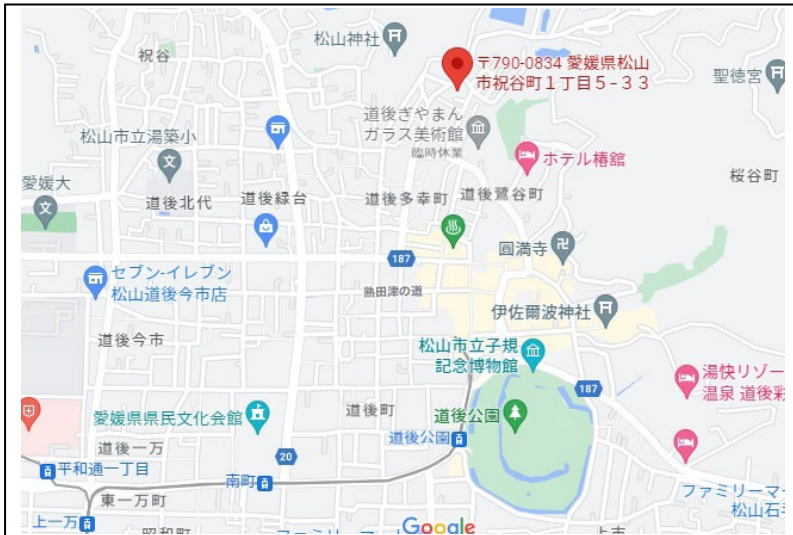 祝谷
松山神社
〒790-0834 愛媛県松山
市祝谷町1丁目5-33
聖徳宮
道後ぎやまん
ガラス美術館
臨時休業
松山市立湯築小
ホテル椿館
愛媛大
桜谷町
道後北代
道後緑台
道後多幸町
道後鷺谷町
187
圓満寺
セブン-イレブン
松山道後今市店
熟田津の道
伊佐爾波神社
道後今市
松山市立子規
記念博物館
湯快リゾー
温泉 道後彩
187
愛媛県県民文化会館
道後町
道後公園
道後公園
道後一万
20
平和通一丁目
南町
ファミリーマー
松山石手
東一万町
上一万
Google